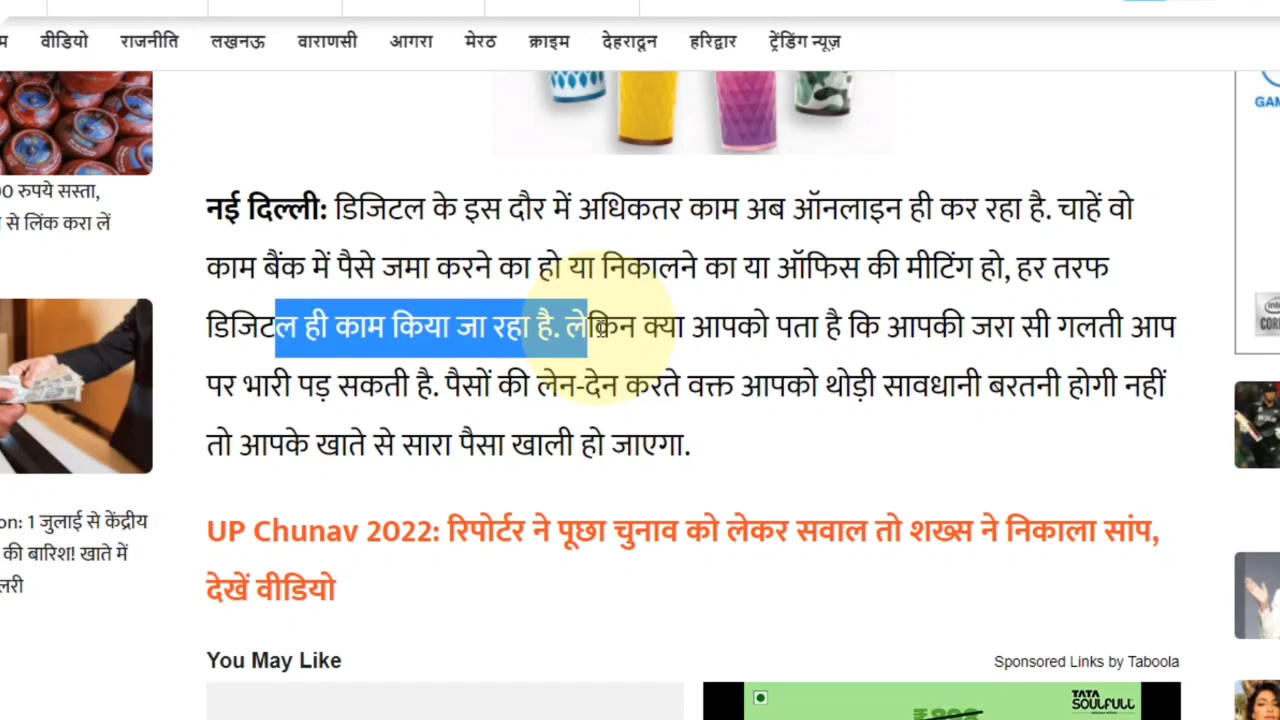 म वीडियो राजनीति लखनऊ वाराणसी आगरा मेरठ क्राइम देहरादून हरिद्वार ट्रेंडिंग न्यूज़
GAM
00 रुपये सस्ता,
से लिंक करा लें
नई दिल्ली: डिजिटल के इस दौर में अधिकतर काम अब ऑनलाइन ही कर रहा है. चाहें वो
काम बैंक में पैसे जमा करने का हो या निकालने का या ऑफिस की मीटिंग हो, हर तरफ
डिजिटल ही काम किया जा रहा है. लेकिन क्या आपको पता है कि आपकी जरा सी गलती आप
पर भारी पड़ सकती है. पैसों की लेन-देन करते वक्त आपको थोड़ी सावधानी बरतनी होगी नहीं
तो आपके खाते से सारा पैसा खाली हो जाएगा.
intel
CORE
on: 1 जुलाई से केंद्रीय
की बारिश! खाते में
लरी
UP Chunav 2022: रिपोर्टर ने पूछा चुनाव को लेकर सवाल तो शख्स ने निकाला सांप,
देखें वीडियो
You May Like
Sponsored Links by Taboola
TATA
SOULFULL